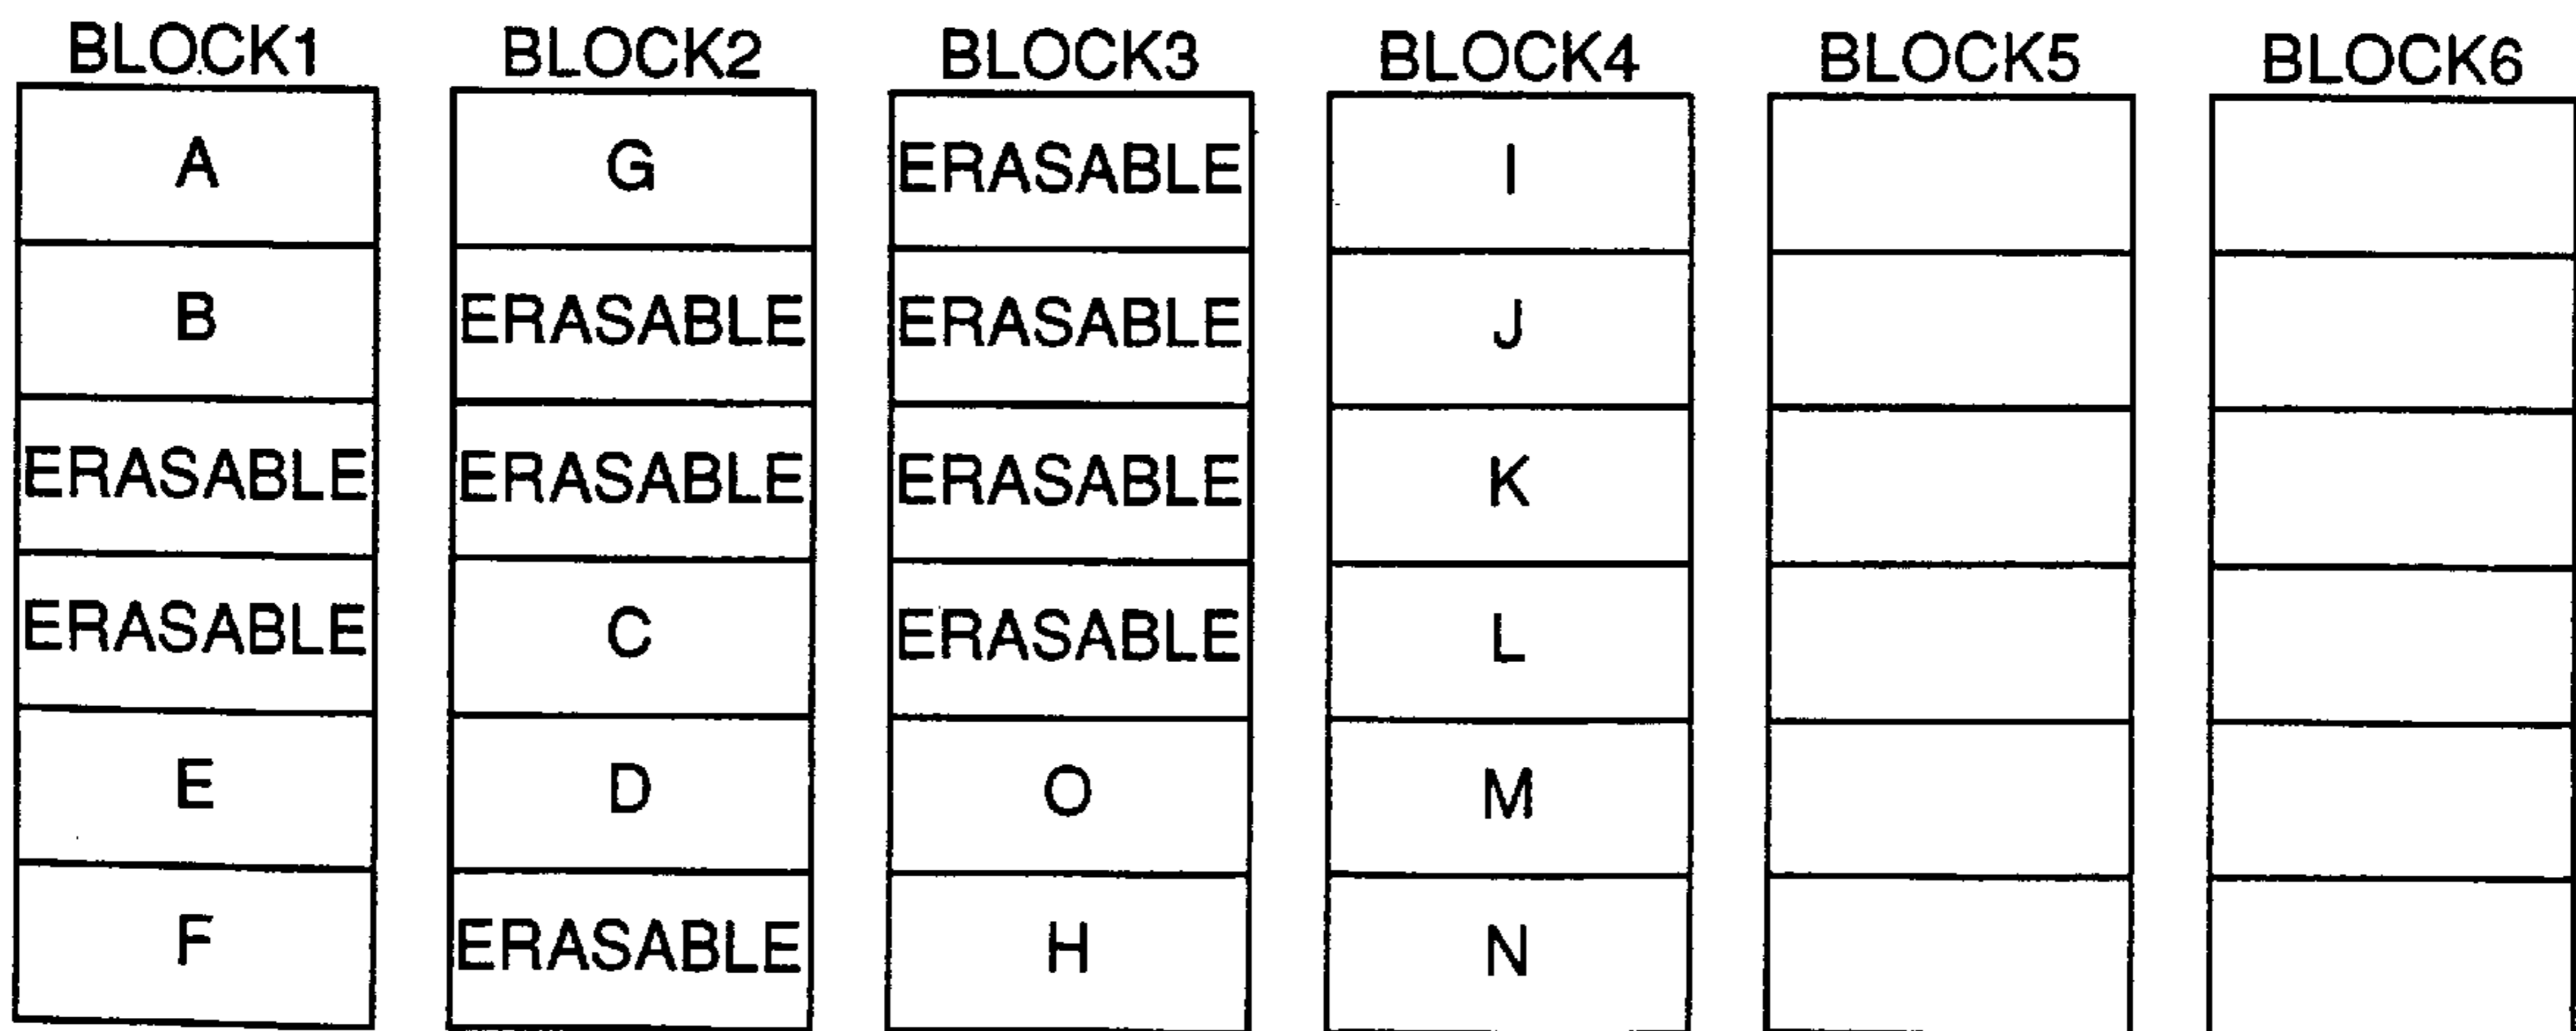 BLOCK1 BLOCK2 BLOCK3 BLOCK4 BLOCK5 BLOCK6
A G ERASABLE I
B ERASABLE ERASABLE J
ERASABLE ERASABLE ERASABLE K
ERASABLE C ERASABLE L
E D O M
F ERASABLE H N